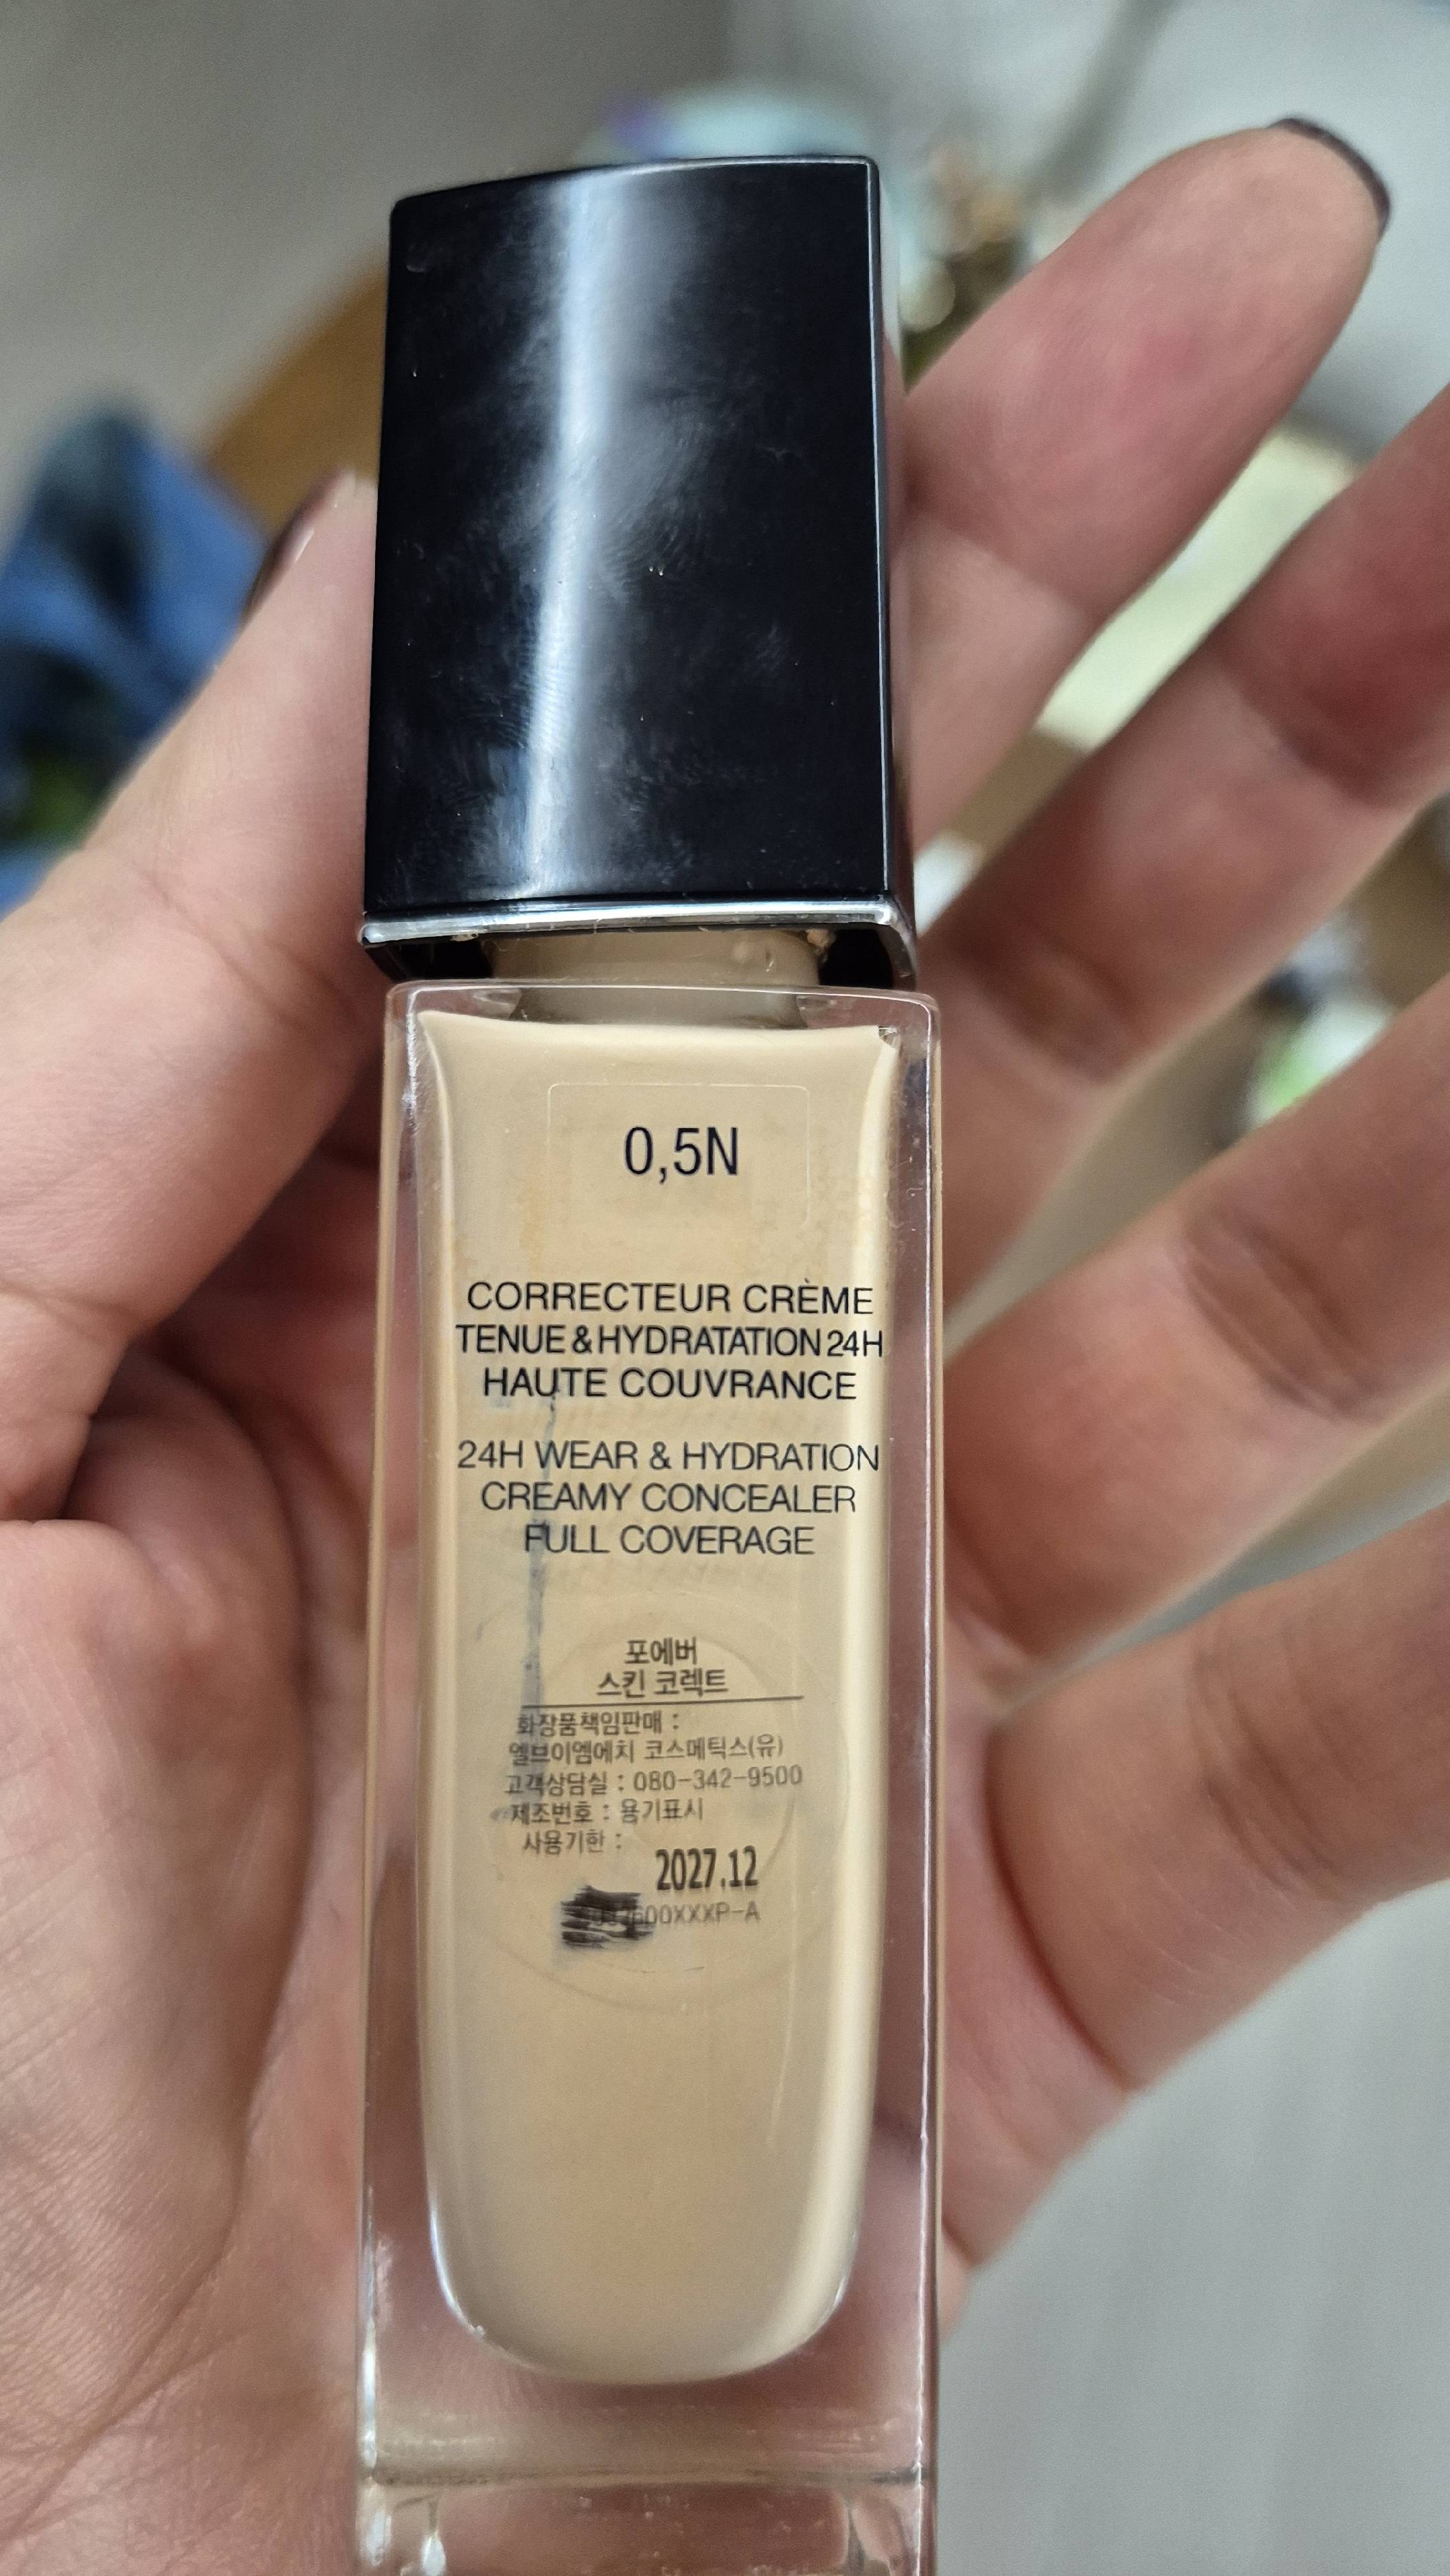 0,5N
CORRECTEUR CRÈME
TENUE & HYDRATATION 24H
HAUTE COUVRANCE
24H WEAR & HYDRATION
CREAMY CONCEALER
FULL COVERAGE
포에버
스킨 코렉트
화장품책임판매 :
엘브이엠에치 코스메틱스(유)
고객상담실 : 080-342-9500
제조번호 : 용기표시
사용기한 :
2027.12